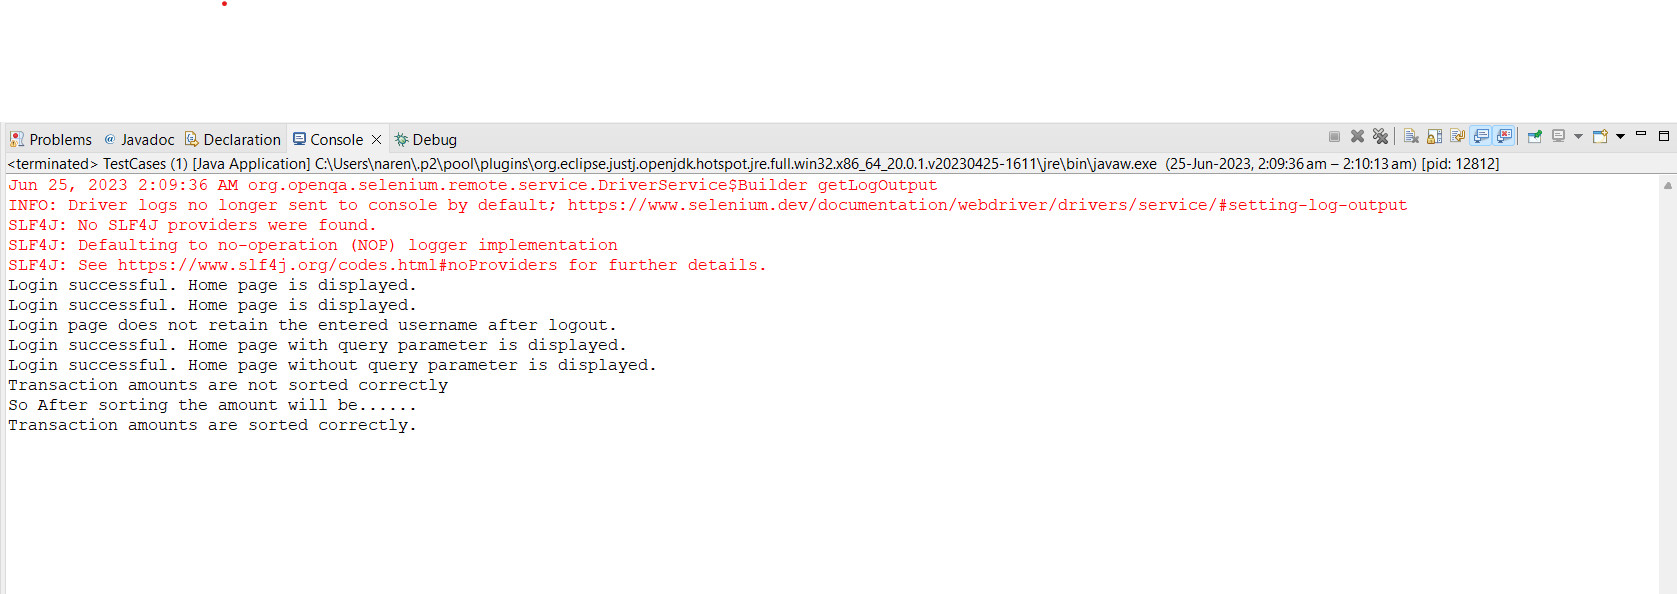 Problems @ Javadoc Declaration Console Debug
<terminated> TestCases (1) [Java Application] C:\Users\naren\.p2\pool\plugins\org.eclipse.justj.openjdk.hotspot.jre.full.win32.x86_64_20.0.1.v20230425-1611\jre\bin\javaw.exe (25-Jun-2023, 2:09:36 am – 2:10:13 am) [pid: 12812]
Jun 25, 2023 2:09:36 AM org.openqa.selenium.remote.service.DriverService$Builder getLogOutput
INFO: Driver logs no longer sent to console by default; https://www.selenium.dev/documentation/webdriver/drivers/service/#setting-log-output
SLF4J: No SLF4J providers were found.
SLF4J: Defaulting to no-operation (NOP) logger implementation
SLF4J: See https://www.slf4j.org/codes.html#noProviders for further details.
Login successful. Home page is displayed.
Login successful. Home page is displayed.
Login page does not retain the entered username after logout.
Login successful. Home page with query parameter is displayed.
Login successful. Home page without query parameter is displayed.
Transaction amounts are not sorted correctly
So After sorting the amount will be......
Transaction amounts are sorted correctly.